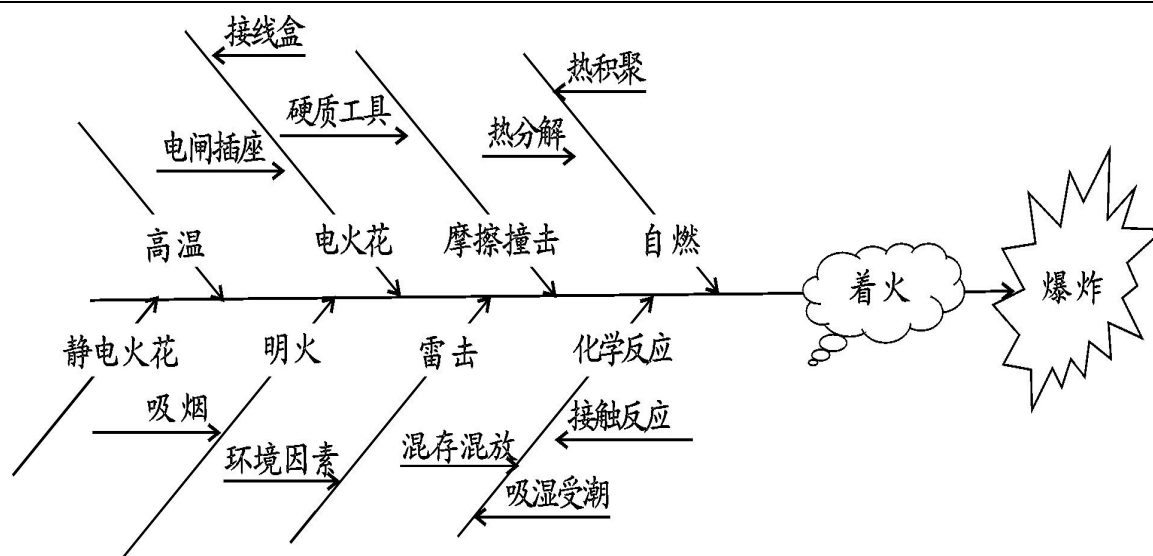 接线盒
热积聚
硬质工具
热分解
电闸插座
高温
电火花
摩擦撞击
自燃
着火
爆炸
静电火花
明火
雷击
化学反应
吸烟
接触反应
环境因素
混存混放
吸湿受潮